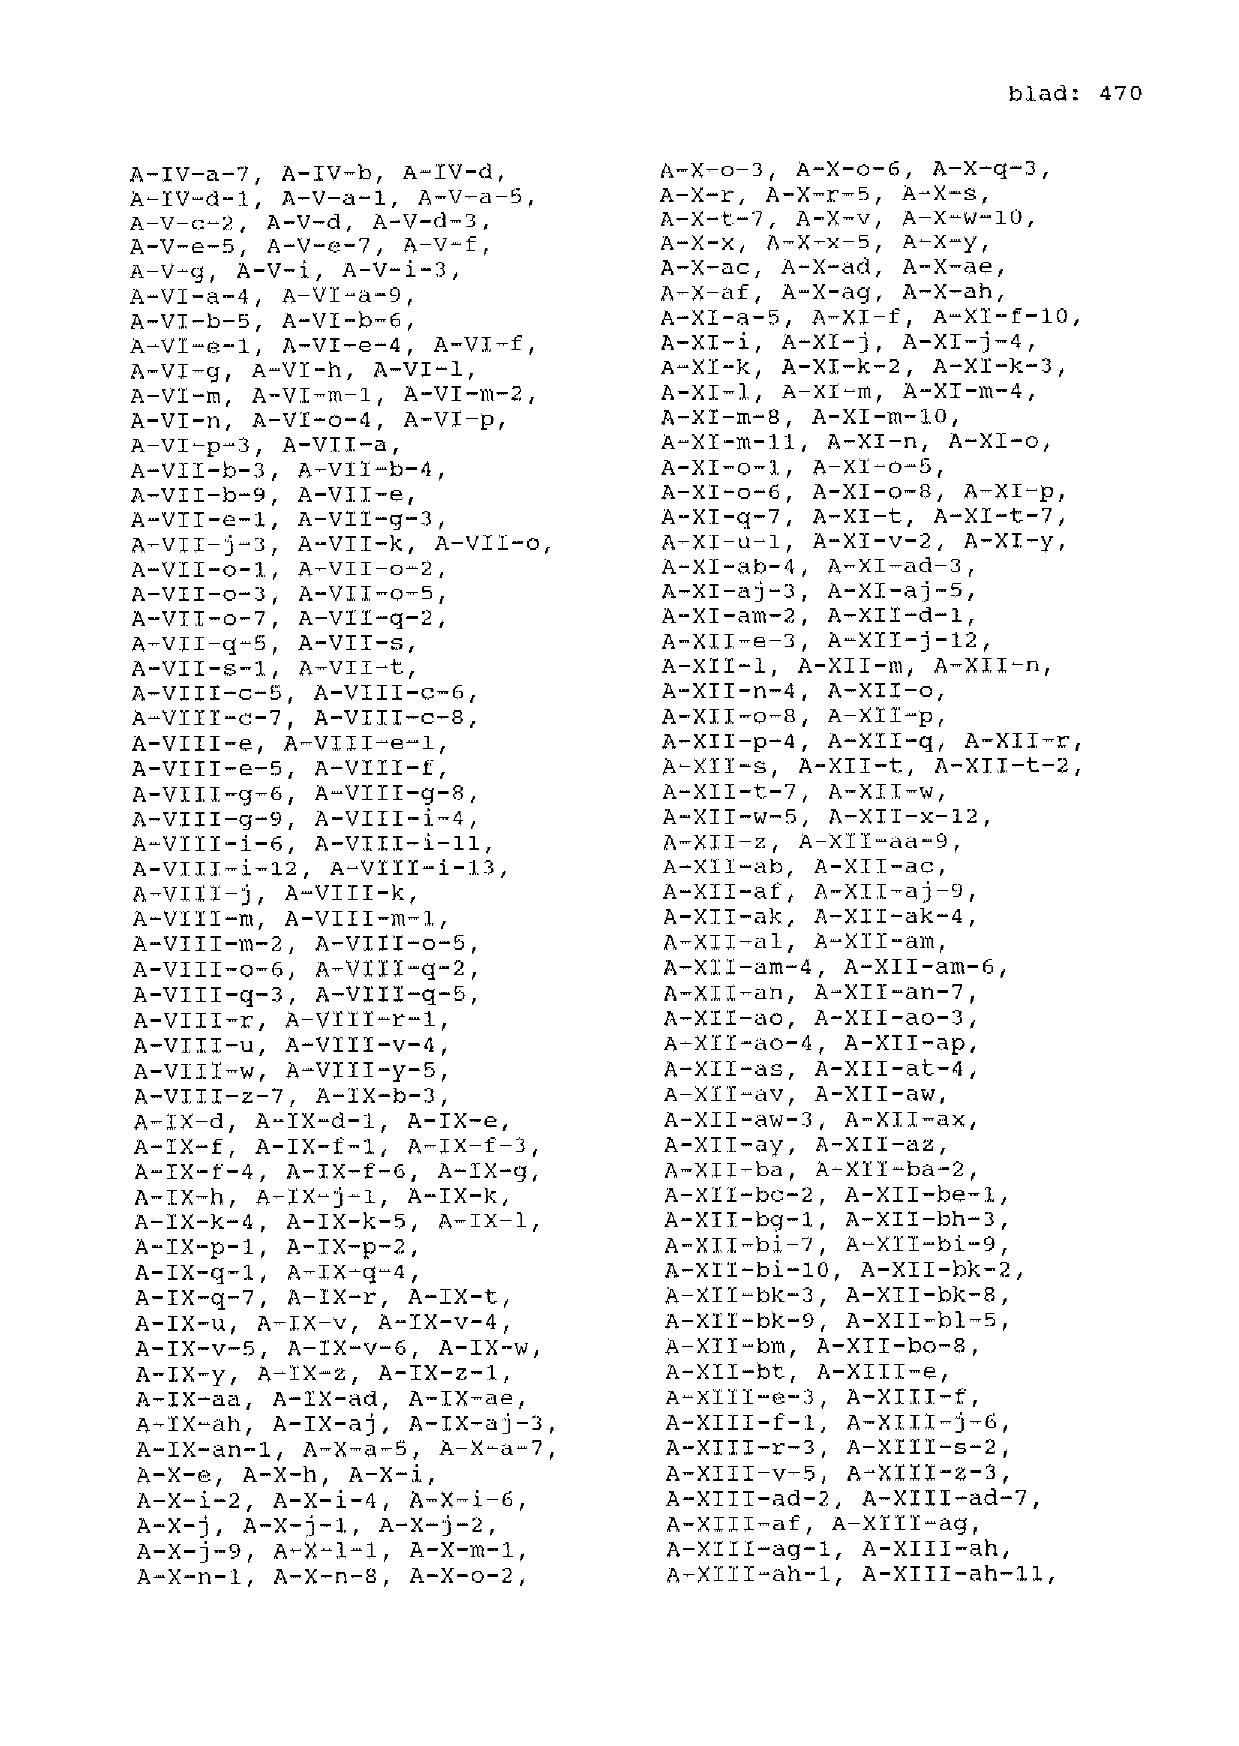 blad: 470
A-IV-a-7, A-IV-b, A-IV-d,
A-IV-d-1, A-V-a-1, A-V-a-5,
A-V-c-2, A-V-d, A-V-d-3,
A-V-e-5, A-V-e-7, A-V-f,
A-V-g, A-V-i, A-V-i-3,
A-VI-a-4, A-VI-a-9,
A-VI-b-5, A-VI-b-6,
A-VI-e-1, A-VI-e-4, A-VI-f,
A-VI-g, A-VI-h, A-VI-l,
A-VI-m, A-VI-m-1, A-VI-m-2,
A-VI-n, A-VI-o-4, A-VI-p,
A-VI-p-3, A-VII-a,
A-VII-b-3, A-VII-b-4,
A-VII-b-9, A-VII-e,
A-VII-e-1, A-VII-g-3,
A-VII-j-3, A-VII-k, A-VII-o,
A-VII-o-1, A-VII-o-2,
A-VII-o-3, A-VII-o-5,
A-VII-o-7, A-VII-q-2,
A-VII-q-5, A-VII-s,
A-VII-s-1, A-VII-t,
A-VIII-c-5, A-VIII-c-6,
A-VIII-c-7, A-VIII-c-8,
A-VIII-e, A-VIII-e-1,
A-VIII-e-5, A-VIII-f,
A-VIII-g-6, A-VIII-g-8,
A-VIII-g-9, A-VIII-i-4,
A-VIII-i-6, A-VIII-i-11,
A-VIII-i-12, A-VIII-i-13,
A-VIII-j, A-VIII-k,
A-VIII-m, A-VIII-m-1,
A-VIII-m-2, A-VIII-o-5,
A-VIII-o-6, A-VIII-q-2,
A-VIII-q-3, A-VIII-q-5,
A-VIII-r, A-VIII-r-1,
A-VIII-u, A-VIII-v-4,
A-VIII-w, A-VIII-y-5,
A-VIII-z-7, A-IX-b-3,
A-IX-d, A-IX-d-1, A-IX-e,
A-IX-f, A-IX-f-1, A-IX-f-3,
A-IX-f-4, A-IX-f-6, A-IX-g,
A-IX-h, A-IX-j-1, A-IX-k,
A-IX-k-4, A-IX-k-5, A-IX-l,
A-IX-p-1, A-IX-p-2,
A-IX-q-1, A-IX-q-4,
A-IX-q-7, A-IX-r, A-IX-t,
A-IX-u, A-IX-v, A-IX-v-4,
A-IX-v-5, A-IX-v-6, A-IX-w,
A-IX-y, A-IX-z, A-IX-z-1,
A-IX-aa, A-IX-ad, A-IX-ae,
A-IX-ah, A-IX-aj, A-IX-aj-3,
A-IX-an-1, A-X-a-5, A-X-a-7,
A-X-e, A-X-h, A-X-i,
A-X-i-2, A-X-i-4, A-X-i-6,
A-X-j, A-X-j-1, A-X-j-2,
A-X-j-9, A-X-l-1, A-X-m-1,
A-X-n-1, A-X-n-8, A-X-o-2,
A-X-o-3, A-X-o-6, A-X-q-3,
A-X-r, A-X-r-5, A-X-s,
A-X-t-7, A-X-v, A-X-w-10,
A-X-x, A-X-x-5, A-X-y,
A-X-ac, A-X-ad, A-X-ae,
A-X-af, A-X-ag, A-X-ah,
A-XI-a-5, A-XI-f, A-XI-f-10,
A-XI-i, A-XI-j, A-XI-j-4,
A-XI-k, A-XI-k-2, A-XI-k-3,
A-XI-l, A-XI-m, A-XI-m-4,
A-XI-m-8, A-XI-m-10,
A-XI-m-11, A-XI-n, A-XI-o,
A-XI-o-1, A-XI-o-5,
A-XI-o-6, A-XI-o-8, A-XI-p,
A-XI-q-7, A-XI-t, A-XI-t-7,
A-XI-u-1, A-XI-v-2, A-XI-y,
A-XI-ab-4, A-XI-ad-3,
A-XI-aj-3, A-XI-aj-5,
A-XI-am-2, A-XII-d-1,
A-XII-e-3, A-XII-j-12,
A-XII-l, A-XII-m, A-XII-n,
A-XII-n-4, A-XII-o,
A-XII-o-8, A-XII-p,
A-XII-p-4, A-XII-q, A-XII-r,
A-XII-s, A-XII-t, A-XII-t-2,
A-XII-t-7, A-XII-w,
A-XII-w-5, A-XII-x-12,
A-XII-z, A-XII-aa-9,
A-XII-ab, A-XII-ac,
A-XII-af, A-XII-aj-9,
A-XII-ak, A-XII-ak-4,
A-XII-al, A-XII-am,
A-XII-am-4, A-XII-am-6,
A-XII-an, A-XII-an-7,
A-XII-ao, A-XII-ao-3,
A-XII-ao-4, A-XII-ap,
A-XII-as, A-XII-at-4,
A-XII-av, A-XII-aw,
A-XII-aw-3, A-XII-ax,
A-XII-ay, A-XII-az,
A-XII-ba, A-XII-ba-2,
A-XII-bc-2, A-XII-be-1,
A-XII-bg-1, A-XII-bh-3,
A-XII-bi-7, A-XII-bi-9,
A-XII-bi-10, A-XII-bk-2,
A-XII-bk-3, A-XII-bk-8,
A-XII-bk-9, A-XII-bl-5,
A-XII-bm, A-XII-bo-8,
A-XII-bt, A-XIII-e,
A-XIII-e-3, A-XIII-f,
A-XIII-f-1, A-XIII-j-6,
A-XIII-r-3, A-XIII-s-2,
A-XIII-v-5, A-XIII-z-3,
A-XIII-ad-2, A-XIII-ad-7,
A-XIII-af, A-XIII-ag,
A-XIII-ag-1, A-XIII-ah,
A-XIII-ah-1, A-XIII-ah-11,